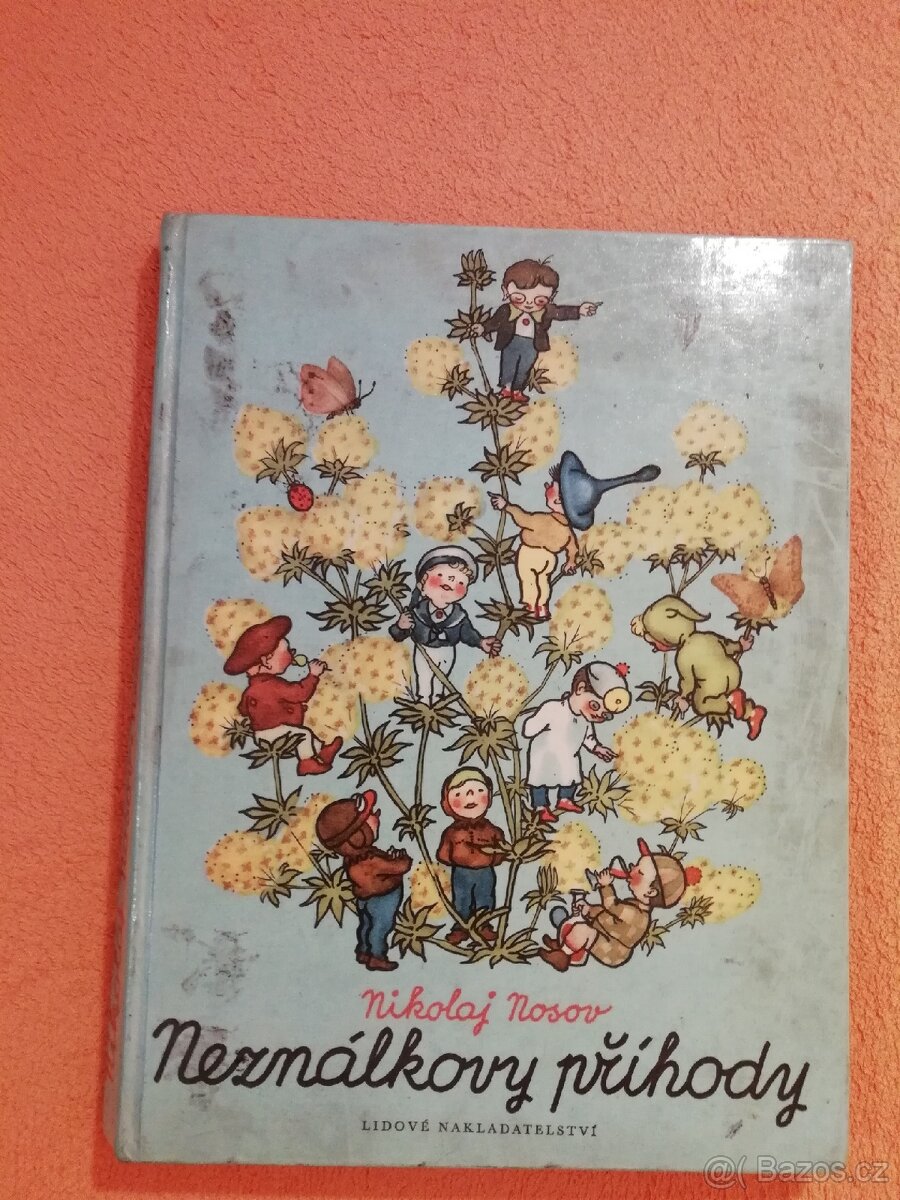 Nikolaj Nosov
Neználkovy příhody
LIDOVÉ NAKLADATELSTVÍ
@( Bazos.cz